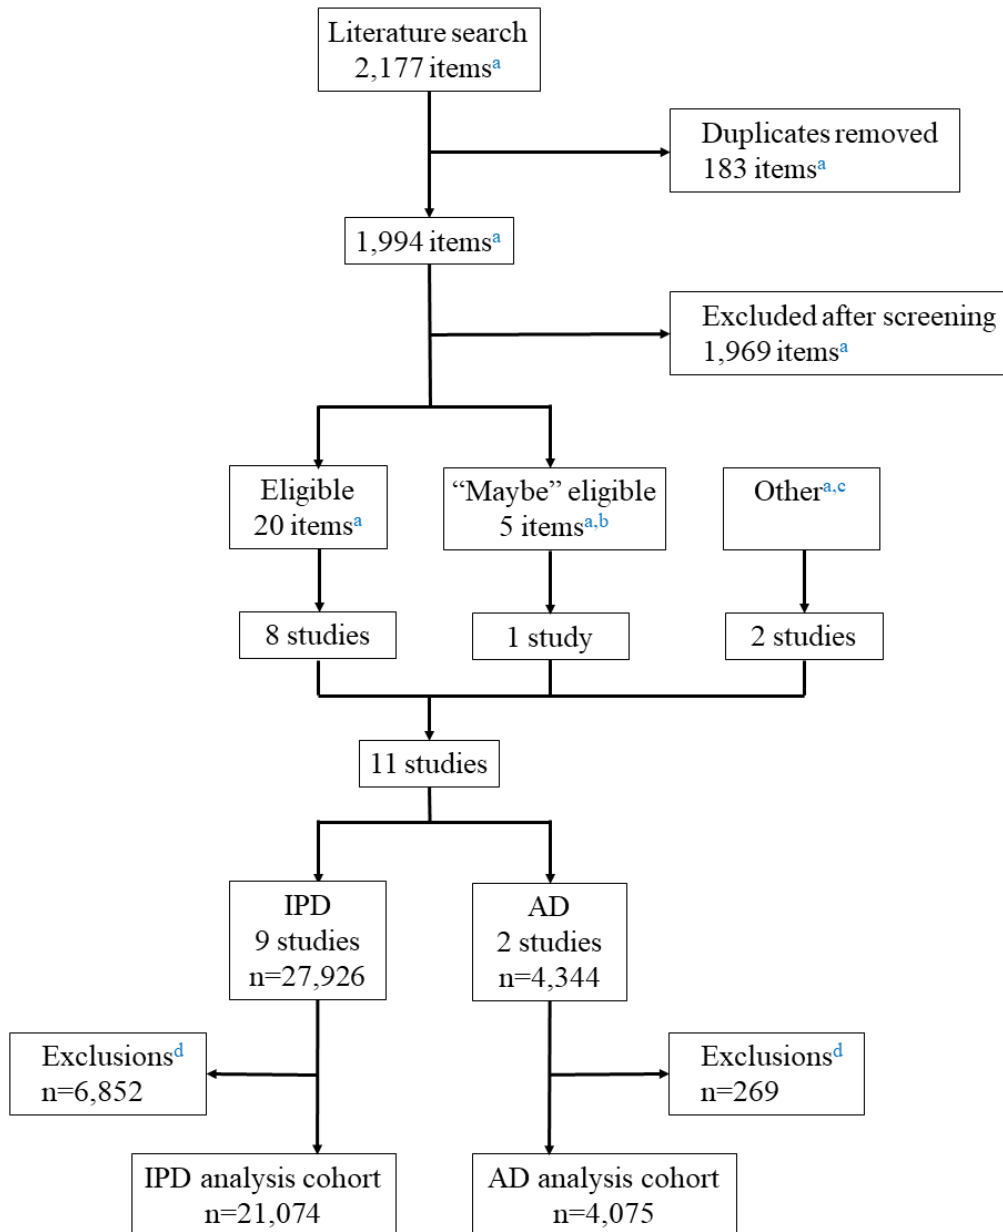 Literature search
2,177 itemsᵃ
Duplicates removed
183 itemsᵃ
1,994 itemsᵃ
Excluded after screening
1,969 itemsᵃ
Eligible
20 itemsᵃ
“Maybe” eligible
5 itemsᵃ,ᵇ
Otherᵃ,ᶜ
8 studies
1 study
2 studies
11 studies
IPD
9 studies
n=27,926
AD
2 studies
n=4,344
Exclusionsᵈ
n=6,852
Exclusionsᵈ
n=269
IPD analysis cohort
n=21,074
AD analysis cohort
n=4,075